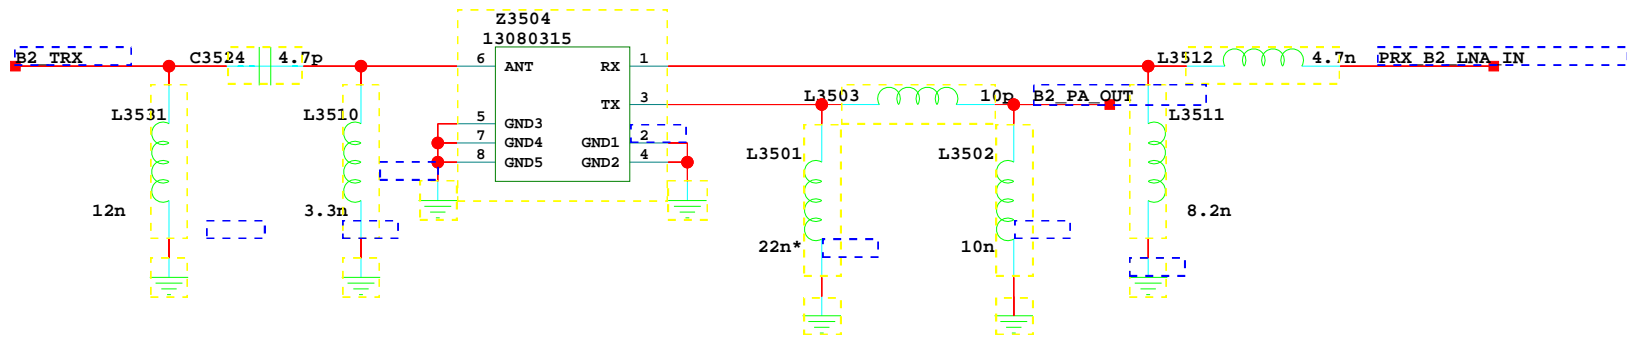 Z3504
13080315
B2_TRX
C3524
4.7p
6
ANT
RX
1
L3512
4.7n
PRX_B2_LNA_IN
TX
3
L3503
10p
B2_PA_OUT
L3531
L3510
5
GND3
L3511
7
GND4
GND1
2
8
GND5
GND2
4
L3501
L3502
12n
3.3n
8.2n
22n*
10n